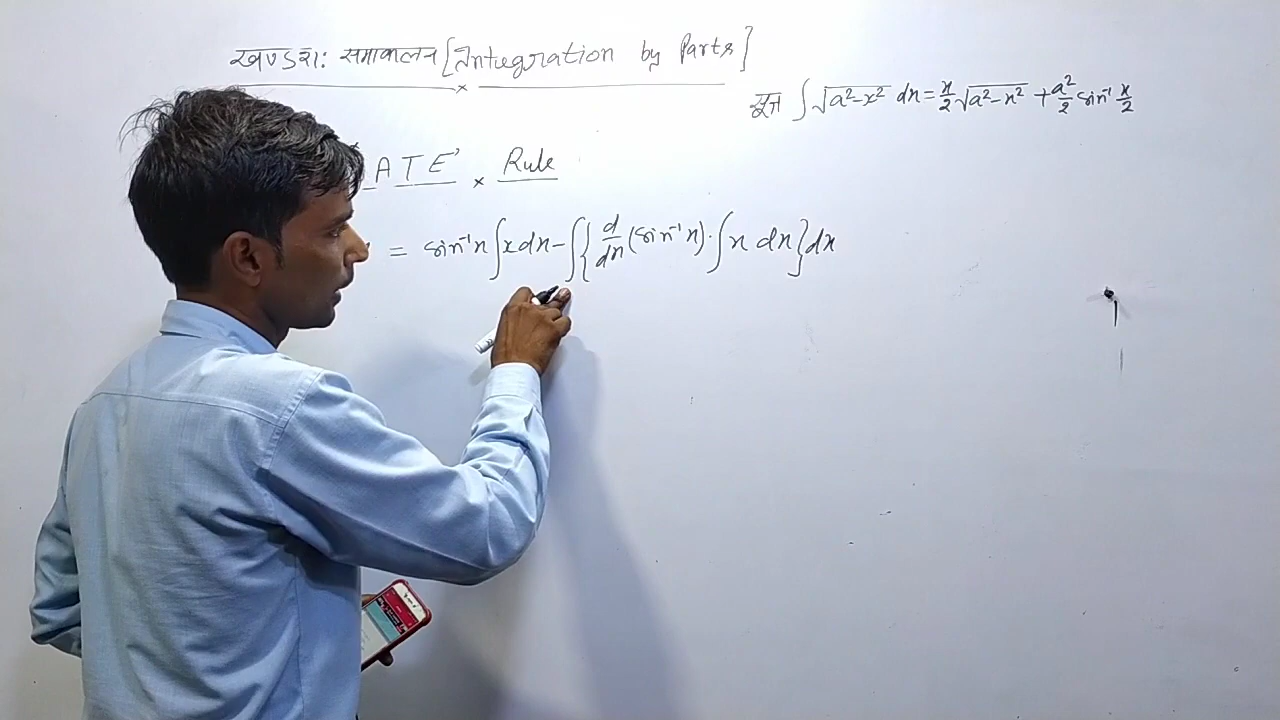 खण्डश: समाकलन [Integration by Parts]
सूत्र ∫√a²-x² dx = x/2 √a²-x² + a²/2 sin⁻¹ x/2
ATE' Rule
= sin⁻¹x ∫x dx - ∫{d/dx (sin⁻¹x) · ∫x dx} dx